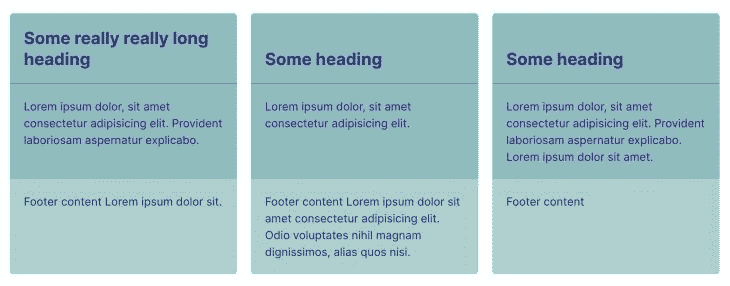 Some really really long
heading
Lorem ipsum dolor, sit amet
consectetur adipisicing elit. Provident
laboriosam aspernatur explicabo.
Footer content Lorem ipsum dolor sit.
Some heading
Lorem ipsum dolor, sit amet
consectetur adipisicing elit.
Footer content Lorem ipsum dolor sit
amet consectetur adipisicing elit.
Odio voluptates nihil magnam
dignissimos, alias quos nisi.
Some heading
Lorem ipsum dolor, sit amet
consectetur adipisicing elit. Provident
laboriosam aspernatur explicabo.
Lorem ipsum dolor sit amet.
Footer content